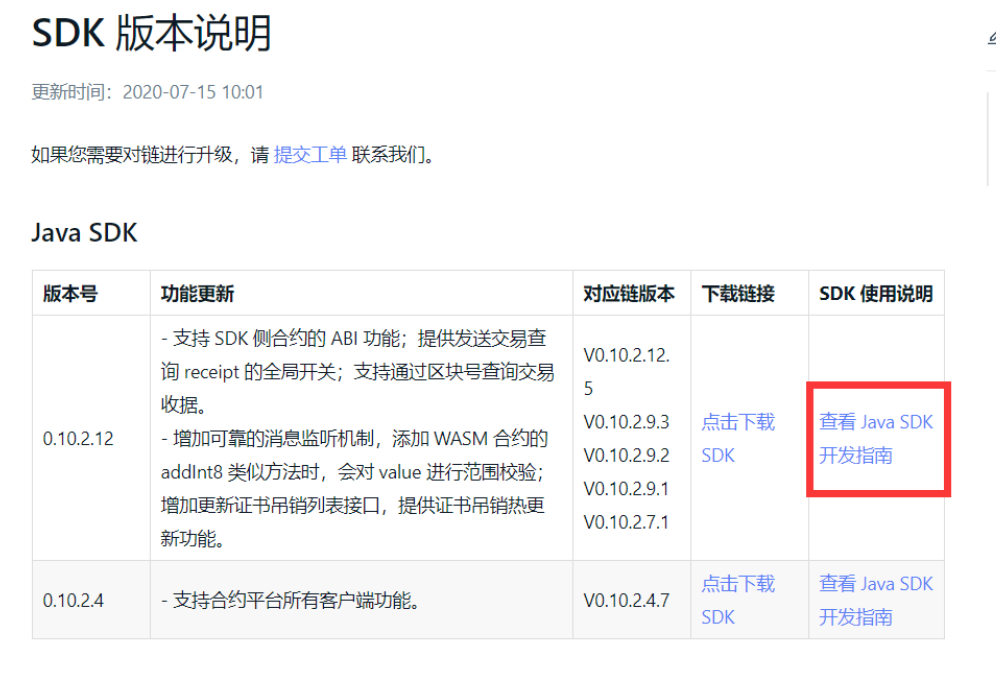 SDK 版本说明
更新时间：2020-07-15 10:01
如果您需要对链进行升级，请 提交工单 联系我们。
Java SDK
版本号 功能更新 对应链版本 下载链接 SDK 使用说明
0.10.2.12
- 支持 SDK 侧合约的 ABI 功能；提供发送交易查
询 receipt 的全局开关；支持通过区块号查询交易
收据。
- 增加可靠的消息监听机制，添加 WASM 合约的
addInt8 类似方法时，会对 value 进行范围校验；
增加更新证书吊销列表接口，提供证书吊销热更
新功能。
V0.10.2.12.
5
V0.10.2.9.3
V0.10.2.9.2
V0.10.2.9.1
V0.10.2.7.1
点击下载
SDK
查看 Java SDK
开发指南
0.10.2.4
- 支持合约平台所有客户端功能。
V0.10.2.4.7
点击下载
SDK
查看 Java SDK
开发指南